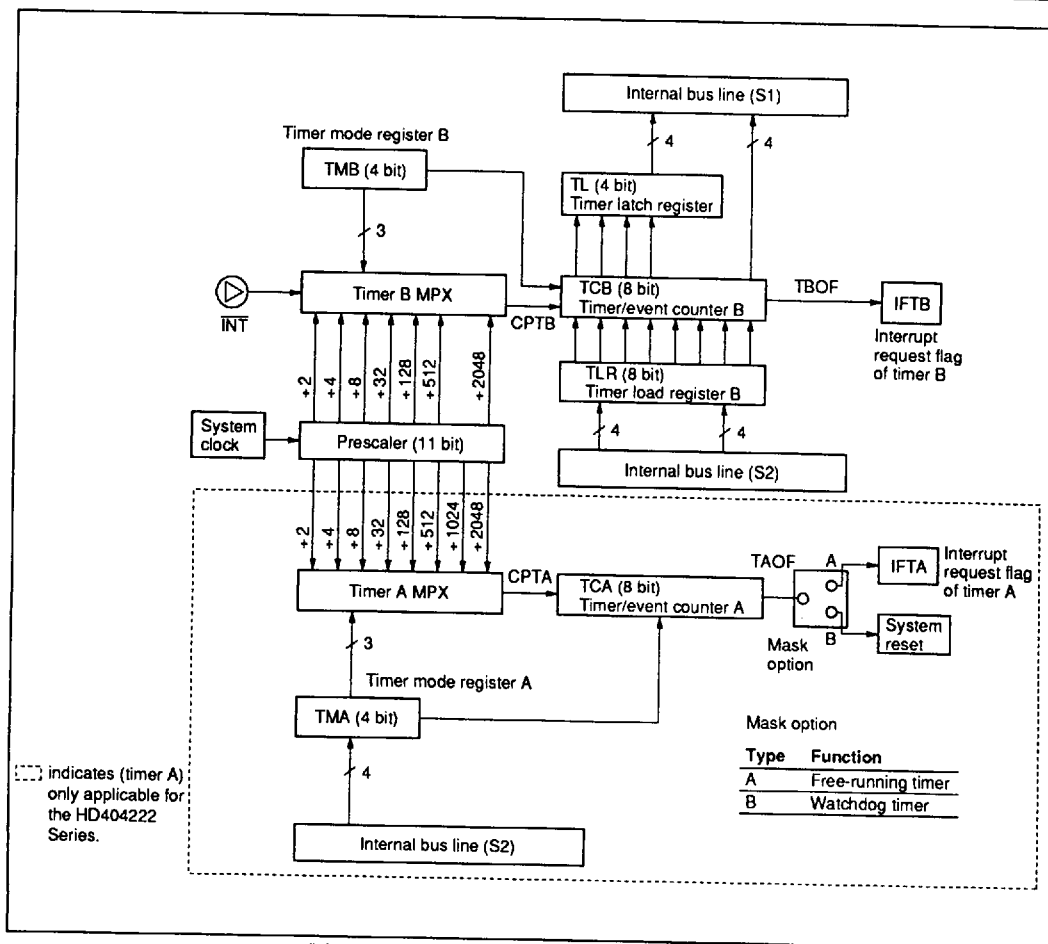 Internal bus line (S1)
4
4
Timer mode register B
TMB (4 bit)
TL (4 bit)
Timer latch register
3
Timer B MPX
INT
CPTB
TCB (8 bit)
Timer/event counter B
TBOF
IFTB
Interrupt
request flag
of timer B
÷2
÷4
÷8
÷32
÷128
÷512
÷2048
TLR (8 bit)
Timer load register B
4
4
System
clock
Prescaler (11 bit)
Internal bus line (S2)
÷2
÷4
÷8
÷32
÷128
÷512
÷1024
÷2048
Timer A MPX
CPTA
TCA (8 bit)
Timer/event counter A
TAOF
A
B
Mask
option
IFTA
Interrupt
request flag
of timer A
System
reset
3
Timer mode register A
TMA (4 bit)
4
Internal bus line (S2)
Mask option
Type Function
A Free-running timer
B Watchdog timer
indicates (timer A)
only applicable for
the HD404222
Series.